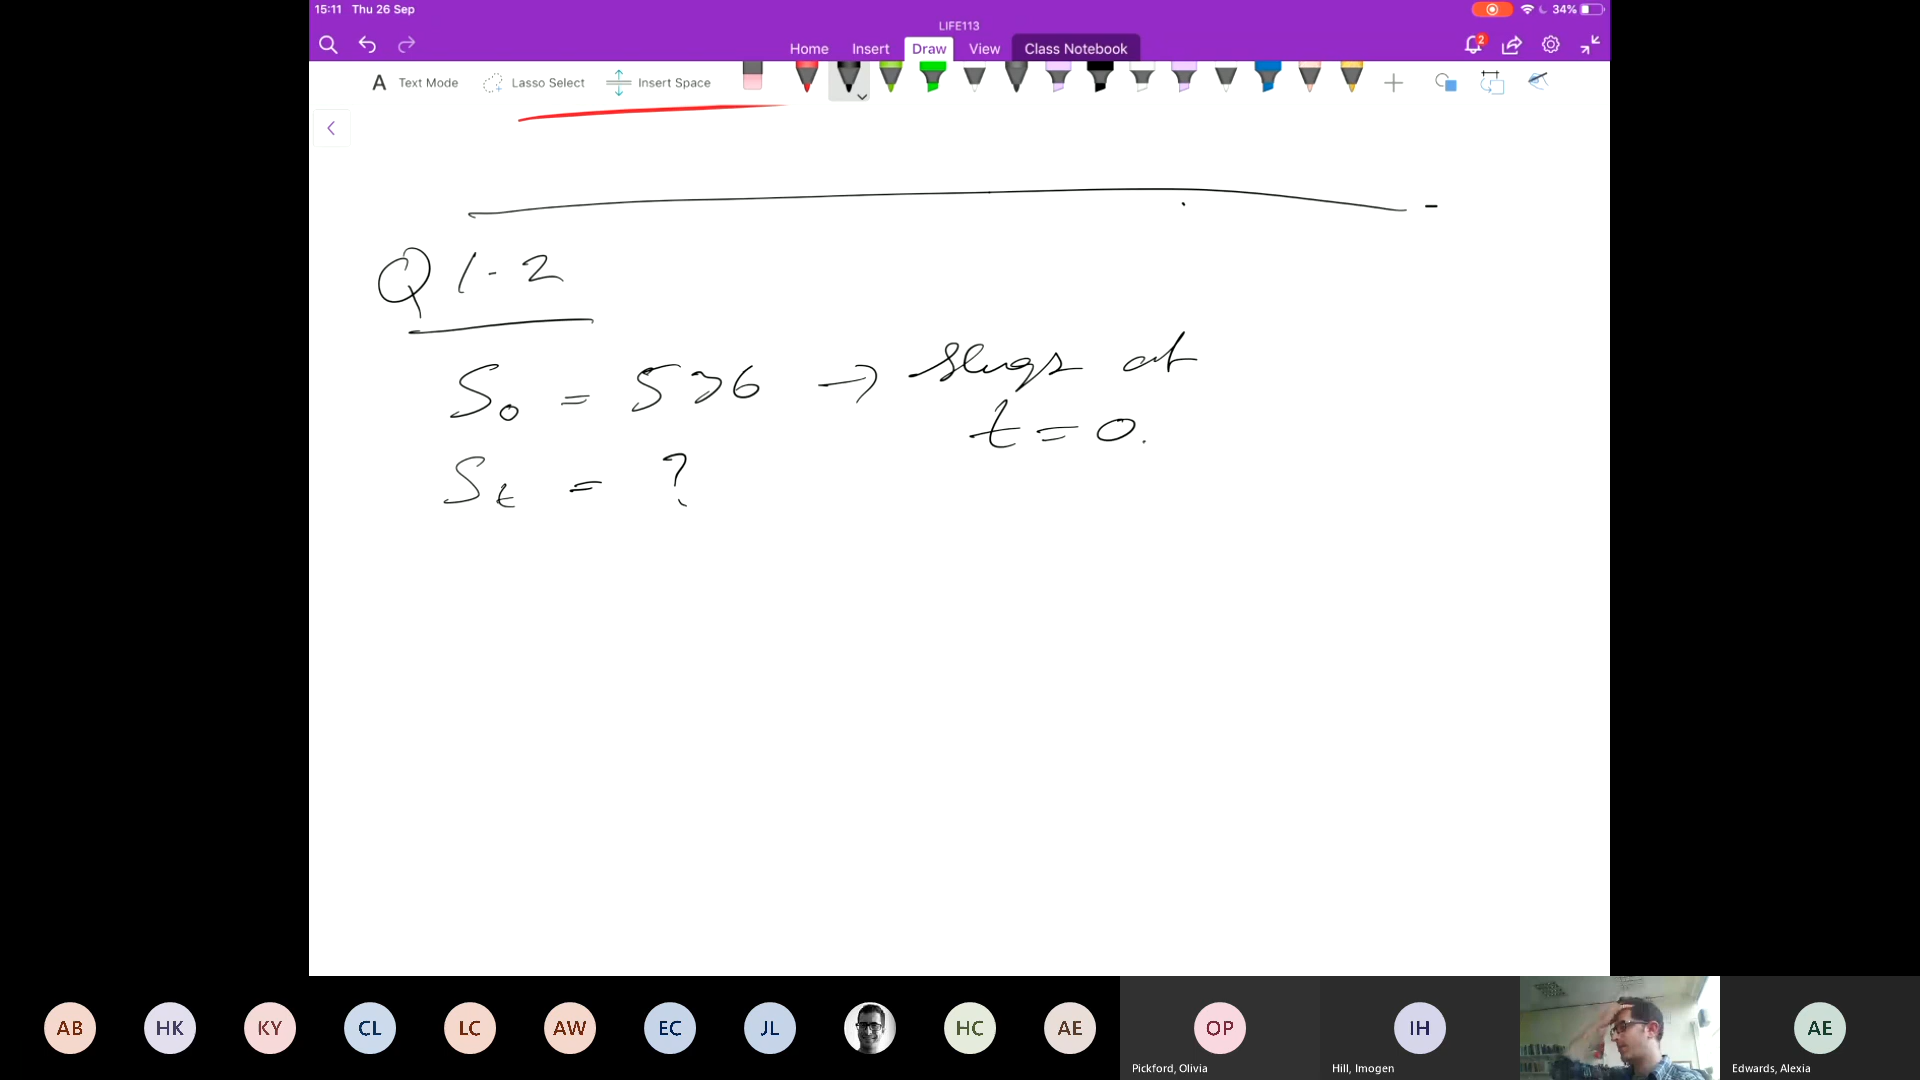 15:11 Thu 26 Sep
34%
LIFE113
Home Insert Draw View Class Notebook
2
A Text Mode Lasso Select Insert Space
Q 1-2
S₀ = 536 → slugs at
t = 0.
Sₜ = ?
AB HK KY CL LC AW EC JL HC AE OP IH AE
Pickford, Olivia Hill, Imogen Edwards, Alexia